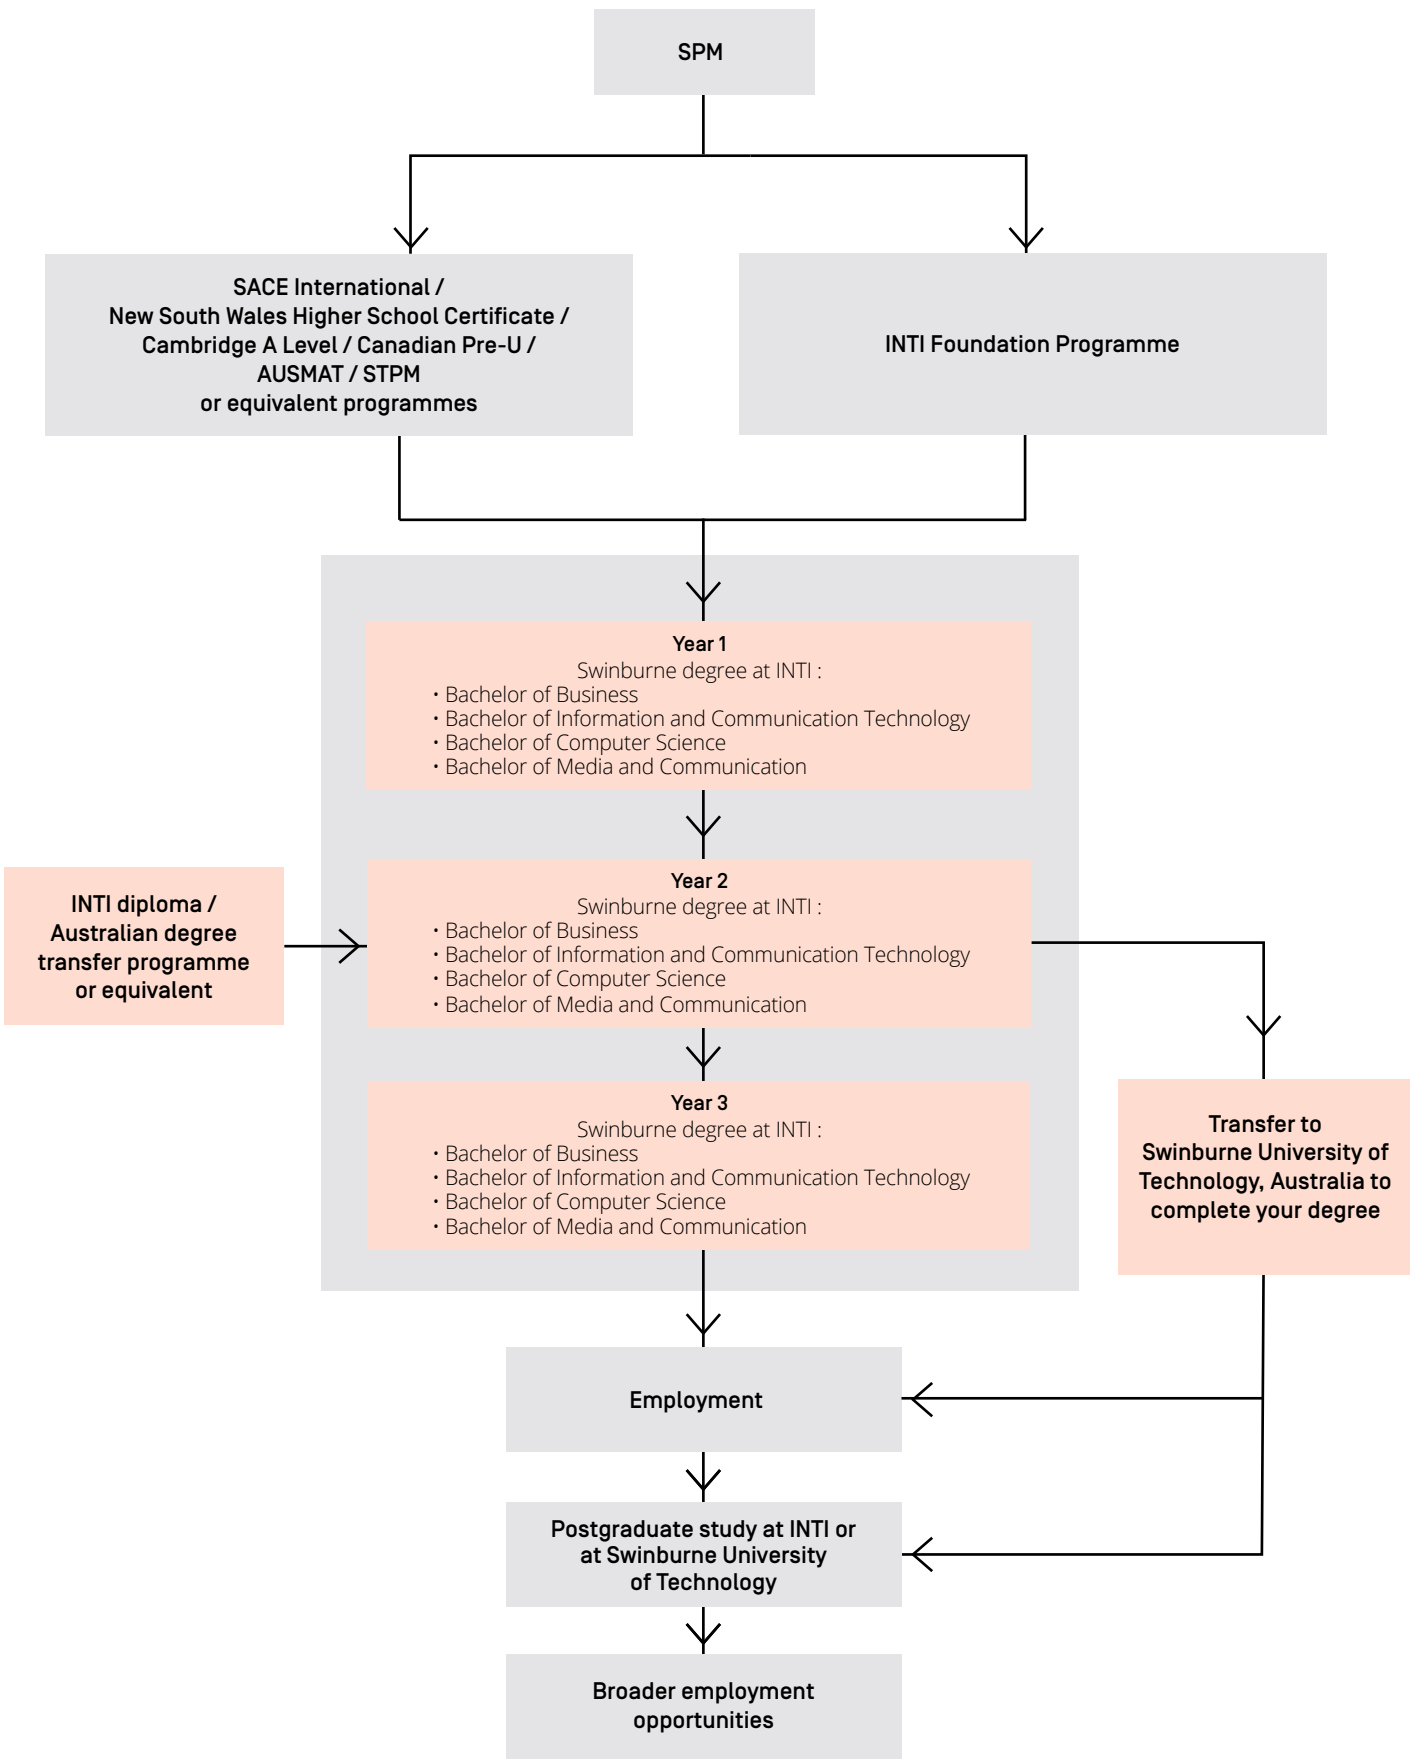 SPM
SACE International /
New South Wales Higher School Certificate /
Cambridge A Level / Canadian Pre-U /
AUSMAT / STPM
or equivalent programmes
INTI Foundation Programme
Year 1
Swinburne degree at INTI :
• Bachelor of Business
• Bachelor of Information and Communication Technology
• Bachelor of Computer Science
• Bachelor of Media and Communication
INTI diploma /
Australian degree
transfer programme
or equivalent
Year 2
Swinburne degree at INTI :
• Bachelor of Business
• Bachelor of Information and Communication Technology
• Bachelor of Computer Science
• Bachelor of Media and Communication
Year 3
Swinburne degree at INTI :
• Bachelor of Business
• Bachelor of Information and Communication Technology
• Bachelor of Computer Science
• Bachelor of Media and Communication
Transfer to
Swinburne University of
Technology, Australia to
complete your degree
Employment
Postgraduate study at INTI or
at Swinburne University
of Technology
Broader employment
opportunities